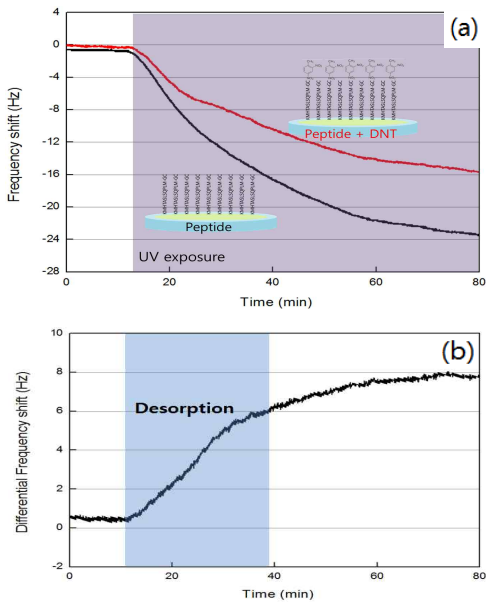 (a)
0
-4
-8
-12
-16
-20
-24
-28
Frequency shift (Hz)
Peptide + DNT
Peptide
UV exposure
0 20 40 60 80
Time (min)
(b)
10
8
6
4
2
0
-2
Differential Frequency shift (Hz)
Desorption
0 20 40 60 80
Time (min)